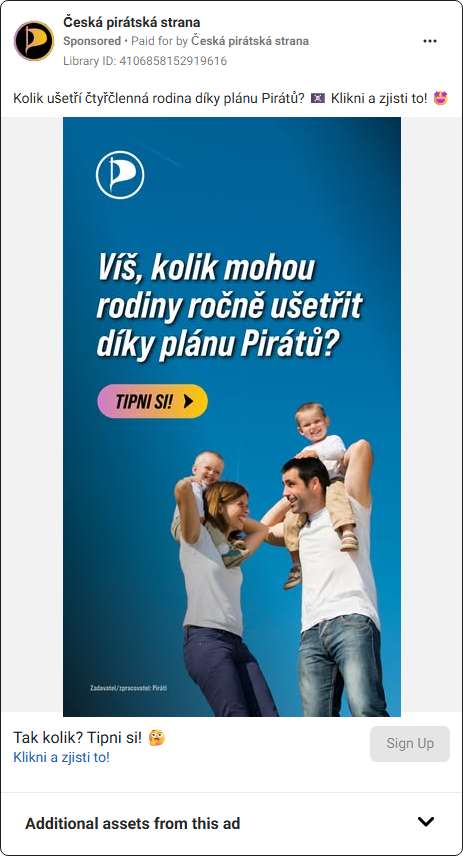 Česká pirátská strana
Sponsored • Paid for by Česká pirátská strana
Library ID: 4106858152919616
Kolik ušetří čtyřčlenná rodina díky plánu Pirátů? 🏴‍☠️ Klikni a zjisti to! 🤩
Víš, kolik mohou
rodiny ročně ušetřit
díky plánu Pirátů?
TIPNI SI!
Zadavatel/zpracovatel: Piráti
Tak kolik? Tipni si! 🤔
Klikni a zjisti to!
Sign Up
Additional assets from this ad